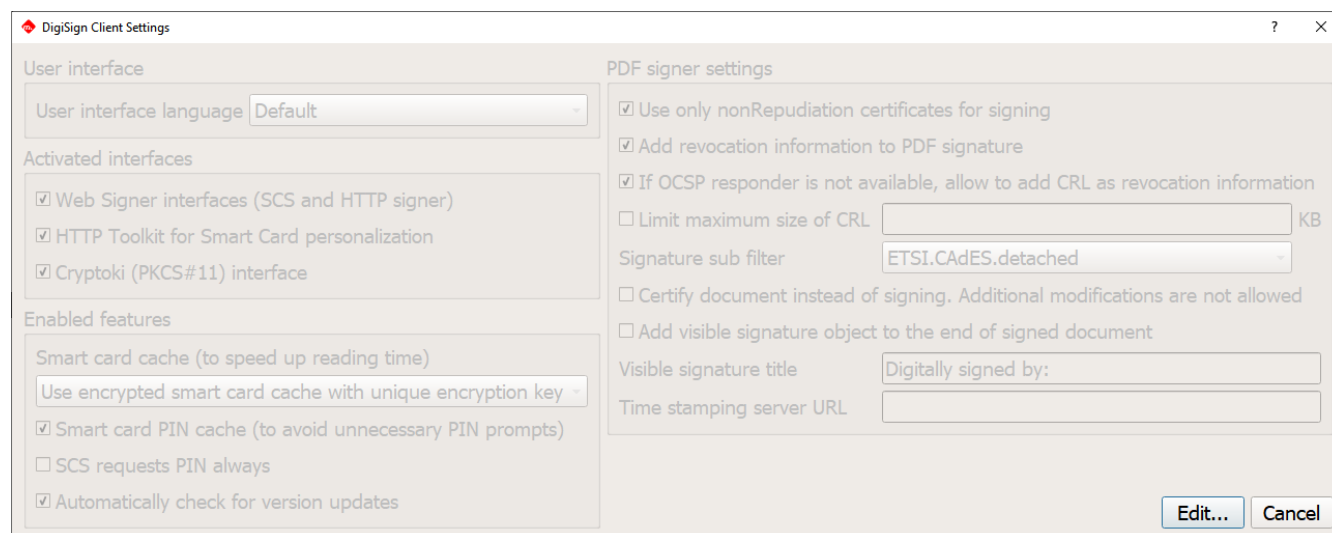 DigiSign Client Settings
?
User interface
User interface language Default
Activated interfaces
Web Signer interfaces (SCS and HTTP signer)
HTTP Toolkit for Smart Card personalization
Cryptoki (PKCS#11) interface
Enabled features
Smart card cache (to speed up reading time)
Use encrypted smart card cache with unique encryption key
Smart card PIN cache (to avoid unnecessary PIN prompts)
SCS requests PIN always
Automatically check for version updates
PDF signer settings
Use only nonRepudiation certificates for signing
Add revocation information to PDF signature
If OCSP responder is not available, allow to add CRL as revocation information
Limit maximum size of CRL KB
Signature sub filter ETSI.CAdES.detached
Certify document instead of signing. Additional modifications are not allowed
Add visible signature object to the end of signed document
Visible signature title Digitally signed by:
Time stamping server URL
Edit... Cancel